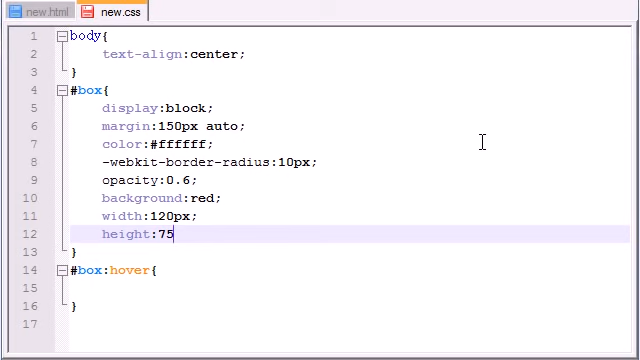 new.html new.css
1 body{
2 text-align:center;
3 }
4 #box{
5 display:block;
6 margin:150px auto;
7 color:#ffffff;
8 -webkit-border-radius:10px;
9 opacity:0.6;
10 background:red;
11 width:120px;
12 height:75
13 }
14 #box:hover{
15
16 }
17